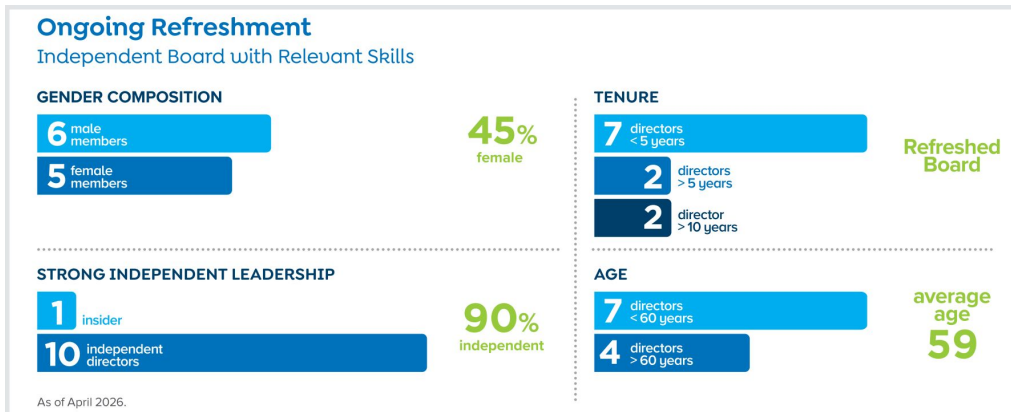 Ongoing Refreshment
Independent Board with Relevant Skills
GENDER COMPOSITION
6 male
members
5 female
members
45%
female
TENURE
7 directors
< 5 years
2 directors
> 5 years
2 director
> 10 years
Refreshed
Board
STRONG INDEPENDENT LEADERSHIP
1 insider
10 independent
directors
90%
independent
AGE
7 directors
< 60 years
4 directors
> 60 years
average
age
59
As of April 2026.